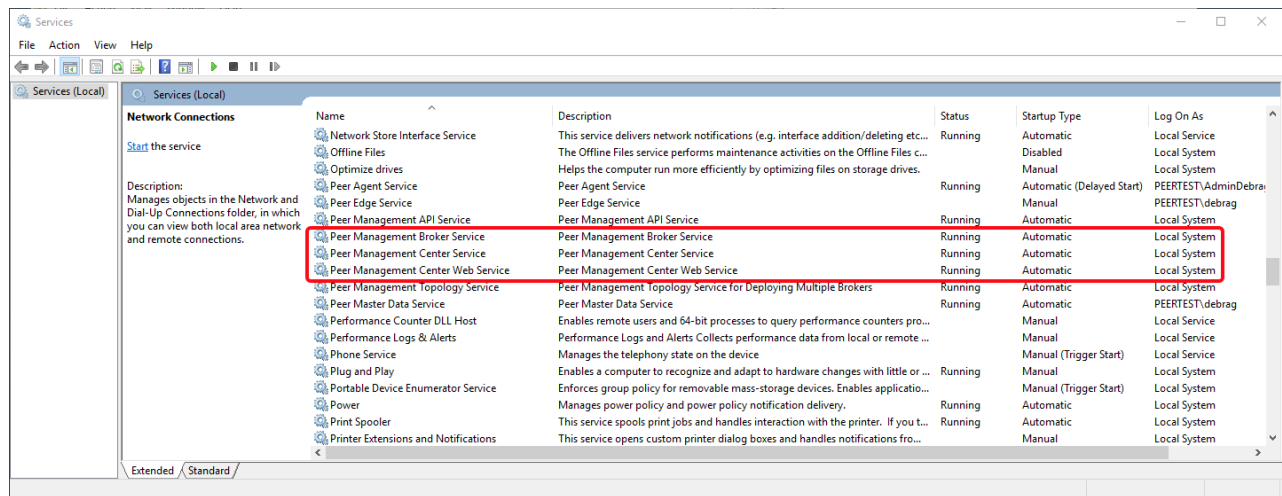 Services
File Action View Help
Services (Local)
Services (Local)
Network Connections
Start the service
Description:
Manages objects in the Network and
Dial-Up Connections folder, in which
you can view both local area network
and remote connections.
Name Description Status Startup Type Log On As
Network Store Interface Service This service delivers network notifications (e.g. interface addition/deleting etc... Running Automatic Local Service
Offline Files The Offline Files service performs maintenance activities on the Offline Files c... Disabled Local System
Optimize drives Helps the computer run more efficiently by optimizing files on storage drives. Manual Local System
Peer Agent Service Peer Agent Service Running Automatic (Delayed Start) PEERTEST\AdminDebrag
Peer Edge Service Peer Edge Service Manual PEERTEST\debrag
Peer Management API Service Peer Management API Service Running Automatic Local System
Peer Management Broker Service Peer Management Broker Service Running Automatic Local System
Peer Management Center Service Peer Management Center Service Running Automatic Local System
Peer Management Center Web Service Peer Management Center Web Service Running Automatic Local System
Peer Management Topology Service Peer Management Topology Service for Deploying Multiple Brokers Running Automatic Local System
Peer Master Data Service Peer Master Data Service Running Automatic PEERTEST\debrag
Performance Counter DLL Host Enables remote users and 64-bit processes to query performance counters pro... Manual Local Service
Performance Logs & Alerts Performance Logs and Alerts Collects performance data from local or remote ... Manual Local Service
Phone Service Manages the telephony state on the device Manual (Trigger Start) Local Service
Plug and Play Enables a computer to recognize and adapt to hardware changes with little or ... Running Manual Local System
Portable Device Enumerator Service Enforces group policy for removable mass-storage devices. Enables applicatio... Manual (Trigger Start) Local System
Power Manages power policy and power policy notification delivery. Running Automatic Local System
Print Spooler This service spools print jobs and handles interaction with the printer. If you t... Running Automatic Local System
Printer Extensions and Notifications This service opens custom printer dialog boxes and handles notifications fro... Manual Local System
Extended Standard